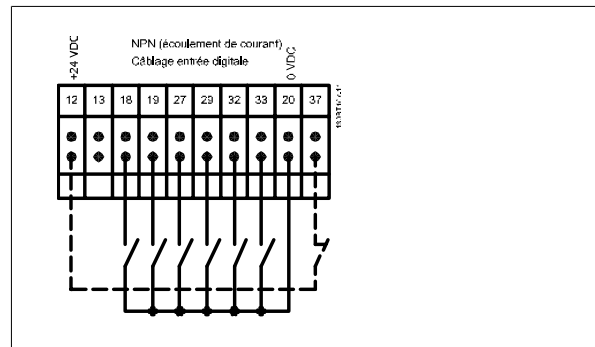 +24 VDC
NPN (écoulement de courant)
Câblage entrée digitale
0 VDC
12 13 18 19 27 29 32 33 20 37